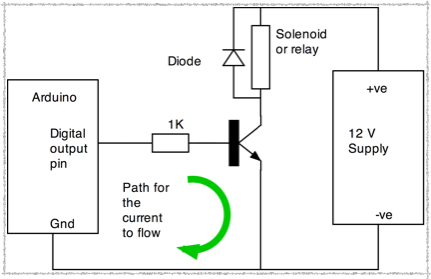 Solenoid
or relay
Diode
Arduino
+ve
1K
Digital
output
pin
12 V
Supply
Path for
the
current
to flow
Gnd
-ve